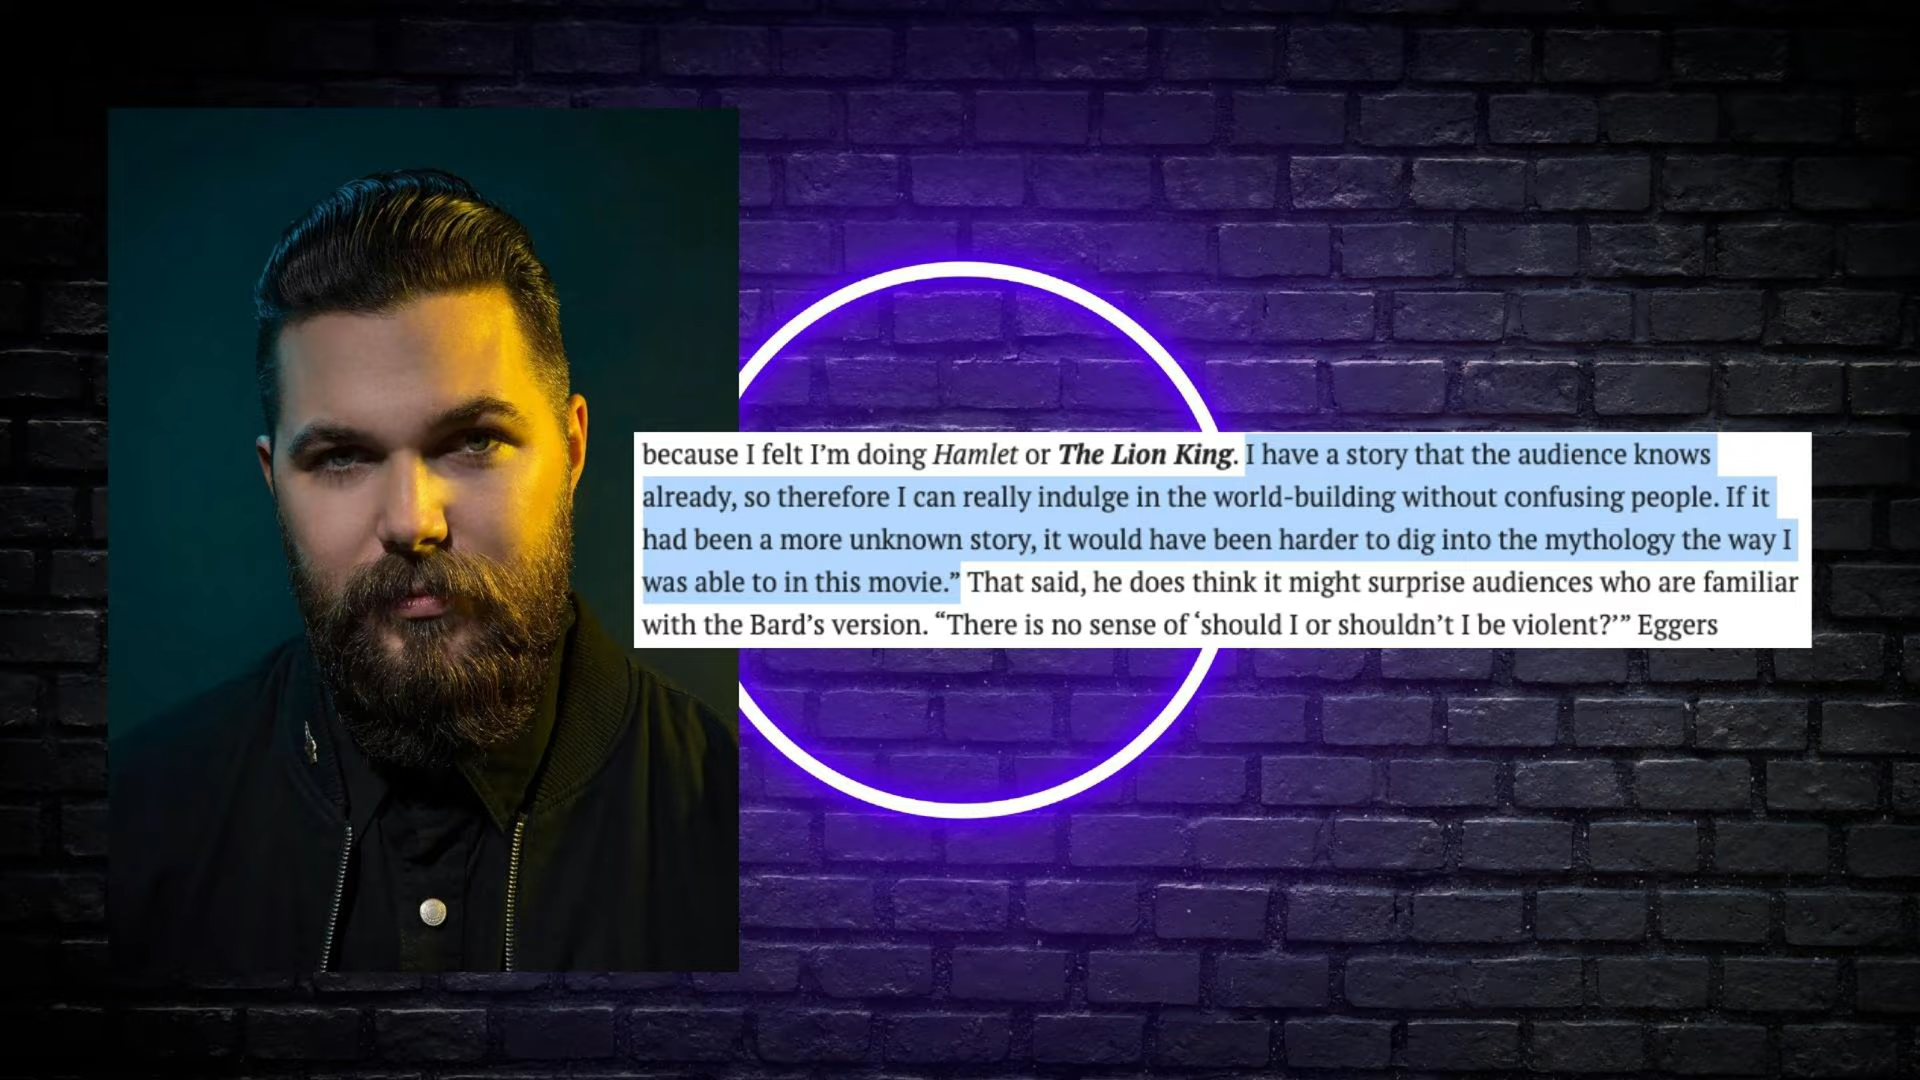 because I felt I’m doing Hamlet or The Lion King. I have a story that the audience knows
already, so therefore I can really indulge in the world-building without confusing people. If it
had been a more unknown story, it would have been harder to dig into the mythology the way I
was able to in this movie.” That said, he does think it might surprise audiences who are familiar
with the Bard’s version. “There is no sense of ‘should I or shouldn’t I be violent?’” Eggers